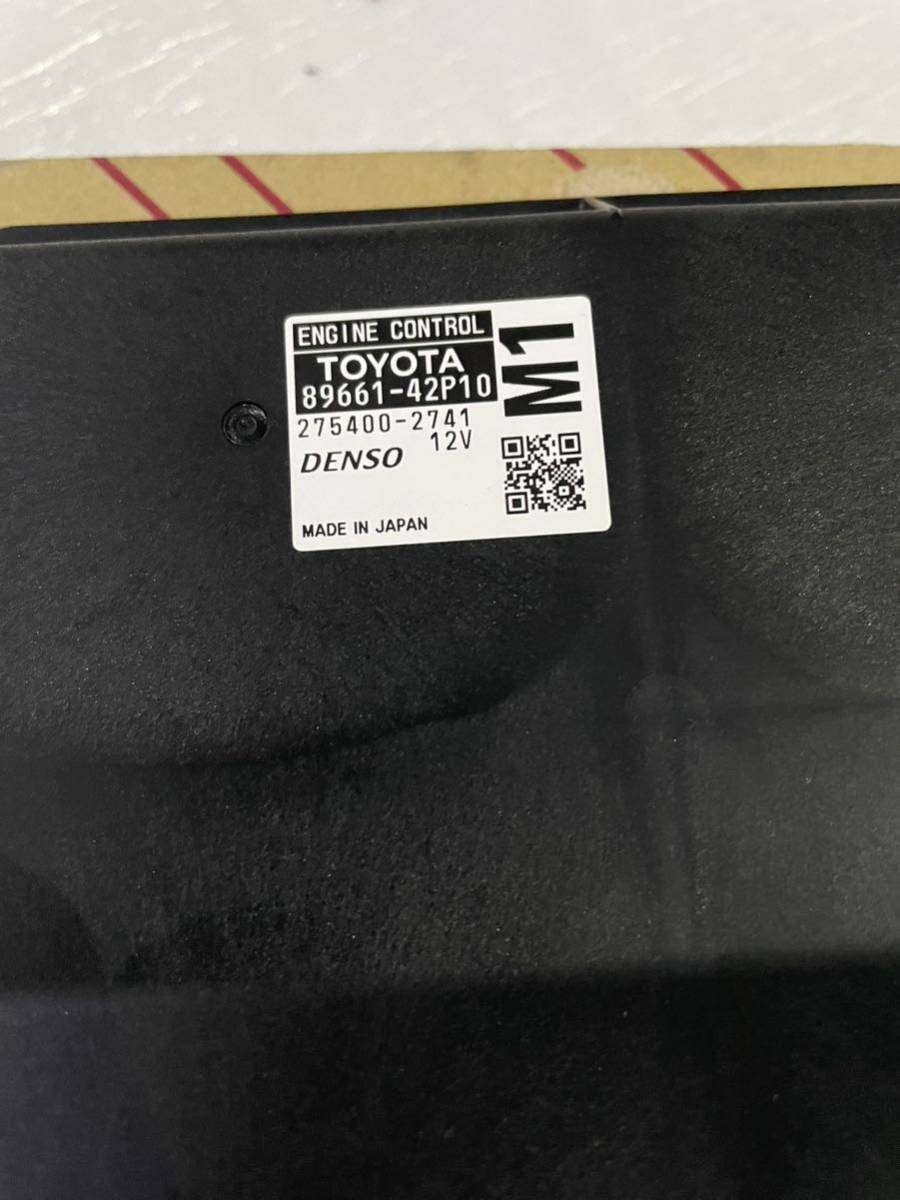 ENGINE CONTROL
TOYOTA
89661-42P10
M1
275400-2741
12V
DENSO
MADE IN JAPAN